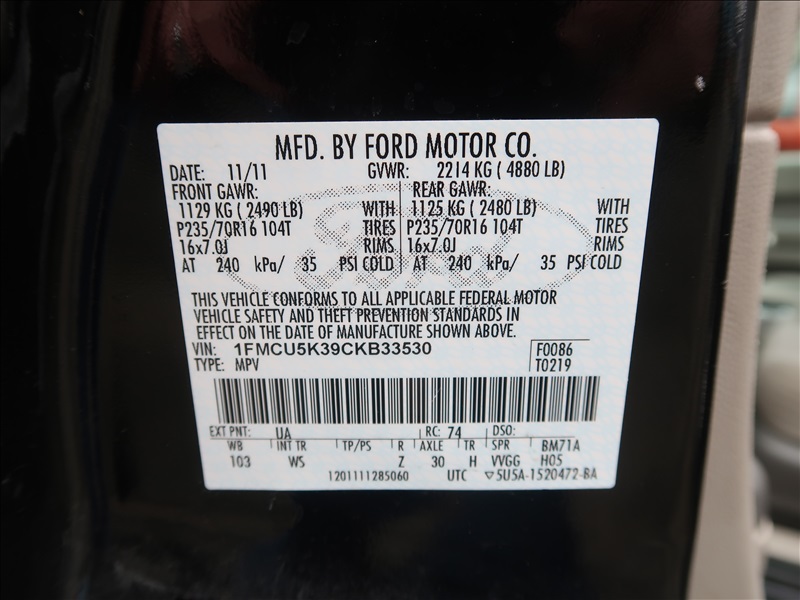 MFD. BY FORD MOTOR CO.
DATE: 11/11 GVWR: 2214 KG ( 4880 LB)
FRONT GAWR: REAR GAWR:
1129 KG ( 2490 LB) WITH 1125 KG ( 2480 LB) WITH
P235/70R16 104T TIRES P235/70R16 104T TIRES
16x7.0J RIMS 16x7.0J RIMS
AT 240 kPa/ 35 PSI COLD AT 240 kPa/ 35 PSI COLD
Ford
THIS VEHICLE CONFORMS TO ALL APPLICABLE FEDERAL MOTOR
VEHICLE SAFETY AND THEFT PREVENTION STANDARDS IN
EFFECT ON THE DATE OF MANUFACTURE SHOWN ABOVE.
VIN: 1FMCU5K39CKB33530 F0086
TYPE: MPV T0219
EXT PNT: UA RC: 74 DSO:
WB INT TR TP/PS R AXLE TR SPR BM71A
103 WS Z 30 H VVGG H05
1201111285060 UTC ▽5U5A-1520472-BA